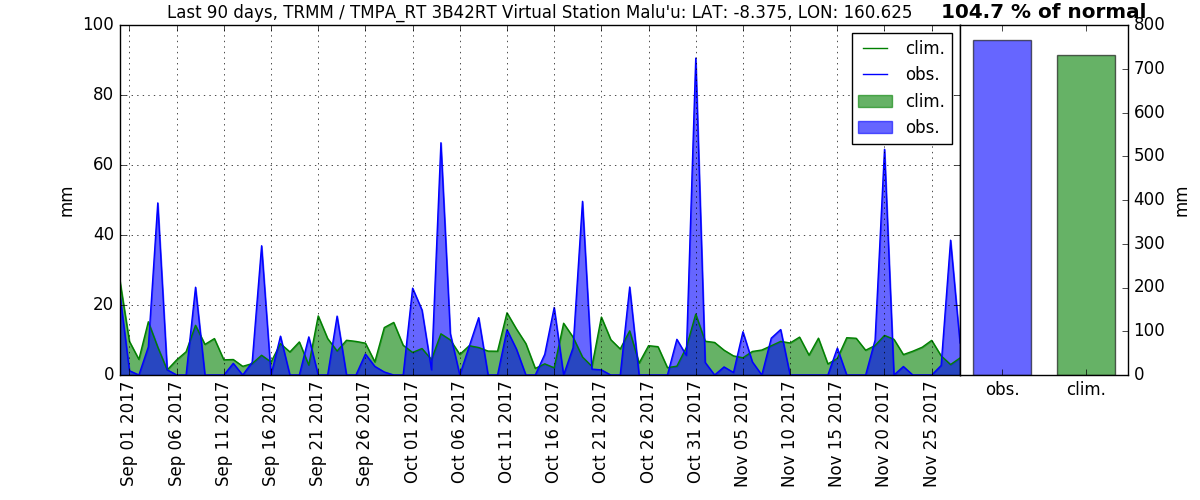 Last 90 days, TRMM / TMPA_RT 3B42RT Virtual Station Malu'u: LAT: -8.375, LON: 160.625
104.7 % of normal
100
80
60
40
20
0
mm
clim.
obs.
clim.
obs.
Sep 01 2017
Sep 06 2017
Sep 11 2017
Sep 16 2017
Sep 21 2017
Sep 26 2017
Oct 01 2017
Oct 06 2017
Oct 11 2017
Oct 16 2017
Oct 21 2017
Oct 26 2017
Oct 31 2017
Nov 05 2017
Nov 10 2017
Nov 15 2017
Nov 20 2017
Nov 25 2017
800
700
600
500
400
300
200
100
0
mm
obs.
clim.